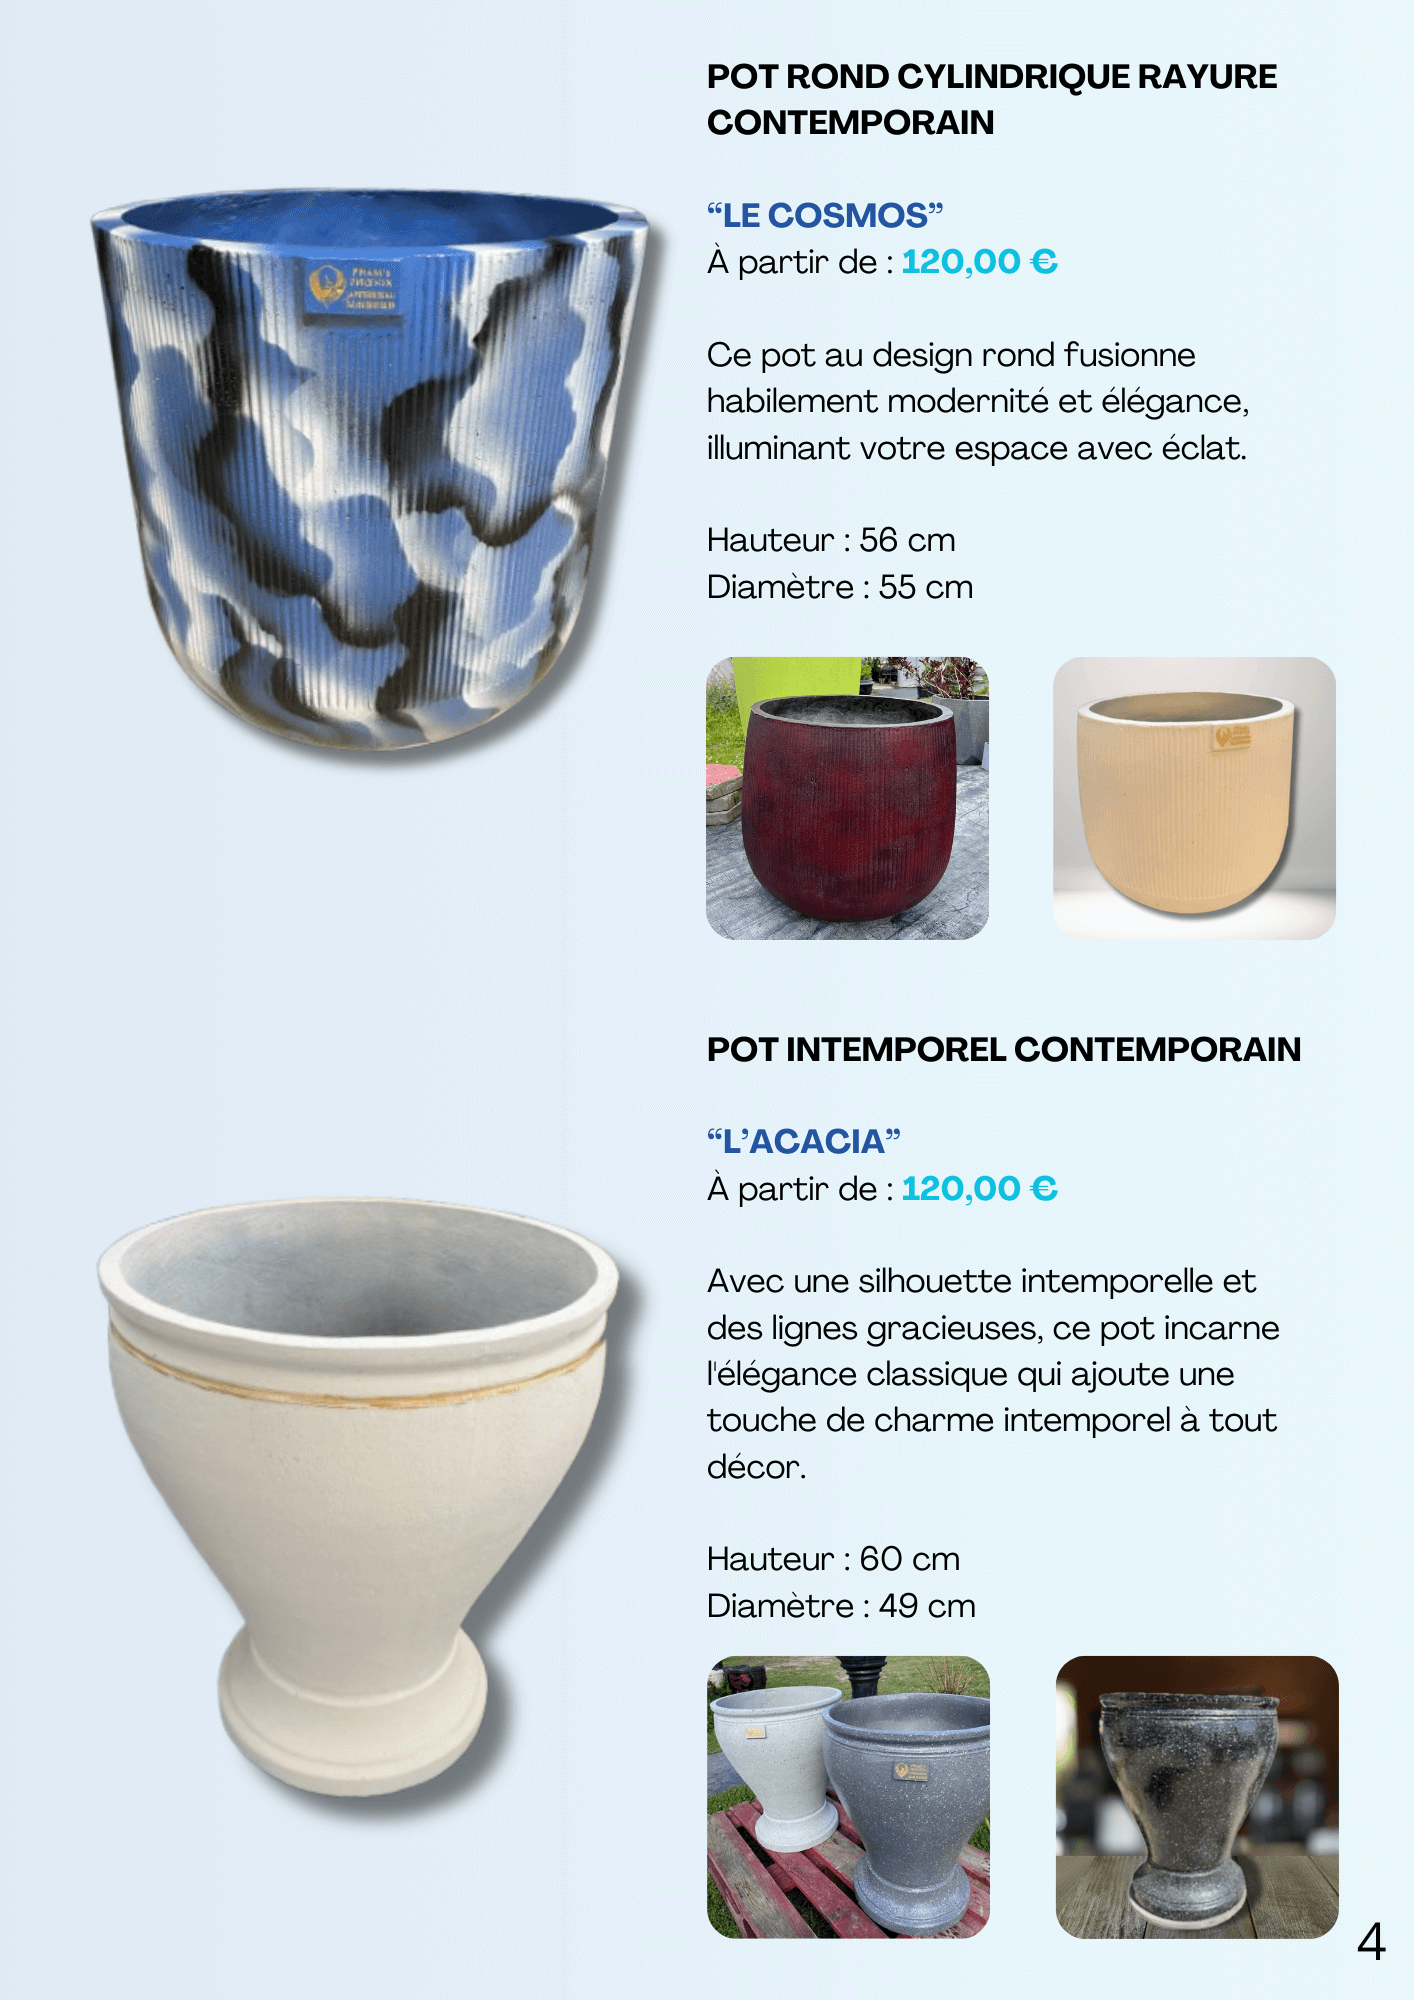 POT ROND CYLINDRIQUE RAYURE
CONTEMPORAIN
“LE COSMOS”
À partir de : 120,00 €
Ce pot au design rond fusionne
habilement modernité et élégance,
illuminant votre espace avec éclat.
Hauteur : 56 cm
Diamètre : 55 cm
POT INTEMPOREL CONTEMPORAIN
“L’ACACIA”
À partir de : 120,00 €
Avec une silhouette intemporelle et
des lignes gracieuses, ce pot incarne
l'élégance classique qui ajoute une
touche de charme intemporel à tout
décor.
Hauteur : 60 cm
Diamètre : 49 cm
4